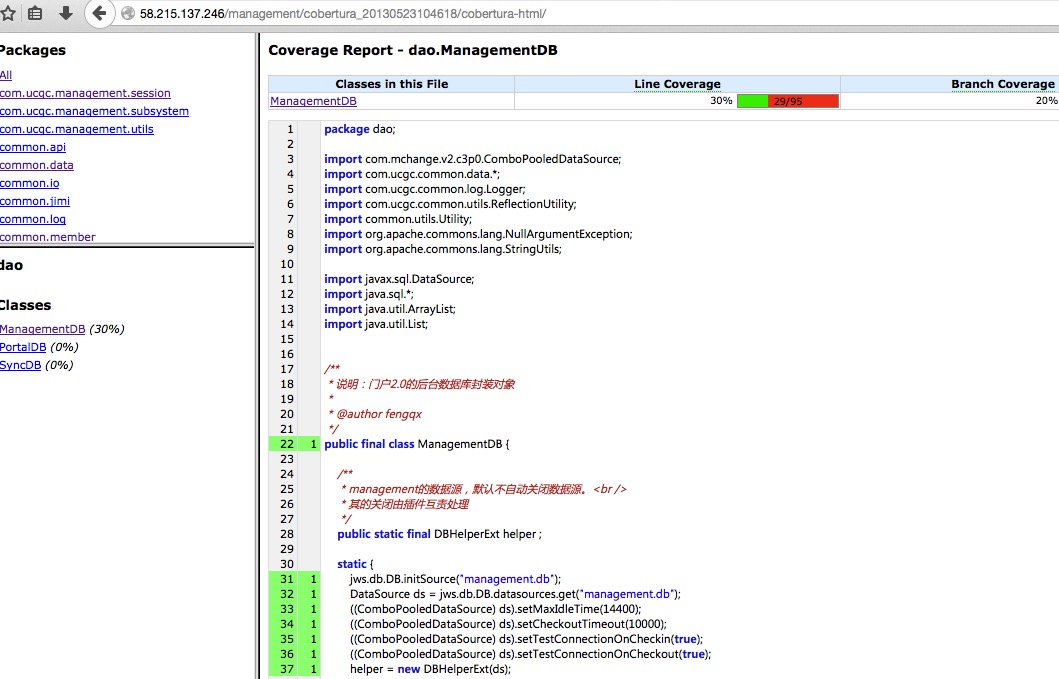 58.215.137.246/management/cobertura_20130523104618/cobertura-html/
Packages
All
com.ucgc.management.session
com.ucgc.management.subsystem
com.ucgc.management.utils
common.api
common.data
common.io
common.jimi
common.log
common.member
dao
Classes
ManagementDB (30%)
PortalDB (0%)
SyncDB (0%)
Coverage Report - dao.ManagementDB
Classes in this File Line Coverage Branch Coverage
ManagementDB 30% 29/95 20%
1 package dao;
2
3 import com.mchange.v2.c3p0.ComboPooledDataSource;
4 import com.ucgc.common.data.*;
5 import com.ucgc.common.log.Logger;
6 import com.ucgc.common.utils.ReflectionUtility;
7 import common.utils.Utility;
8 import org.apache.commons.lang.NullArgumentException;
9 import org.apache.commons.lang.StringUtils;
10
11 import javax.sql.DataSource;
12 import java.sql.*;
13 import java.util.ArrayList;
14 import java.util.List;
15
16
17 /**
18 * 说明：门户2.0的后台数据库封装对象
19 *
20 * @author fengqx
21 */
22 1 public final class ManagementDB {
23
24 /**
25 * management的数据源，默认不自动关闭数据源。<br />
26 * 其的关闭由插件互责处理
27 */
28 public static final DBHelperExt helper ;
29
30 static {
31 1 jws.db.DB.initSource("management.db");
32 1 DataSource ds = jws.db.DB.datasources.get("management.db");
33 1 ((ComboPooledDataSource) ds).setMaxIdleTime(14400);
34 1 ((ComboPooledDataSource) ds).setCheckoutTimeout(10000);
35 1 ((ComboPooledDataSource) ds).setTestConnectionOnCheckin(true);
36 1 ((ComboPooledDataSource) ds).setTestConnectionOnCheckout(true);
37 1 helper = new DBHelperExt(ds);